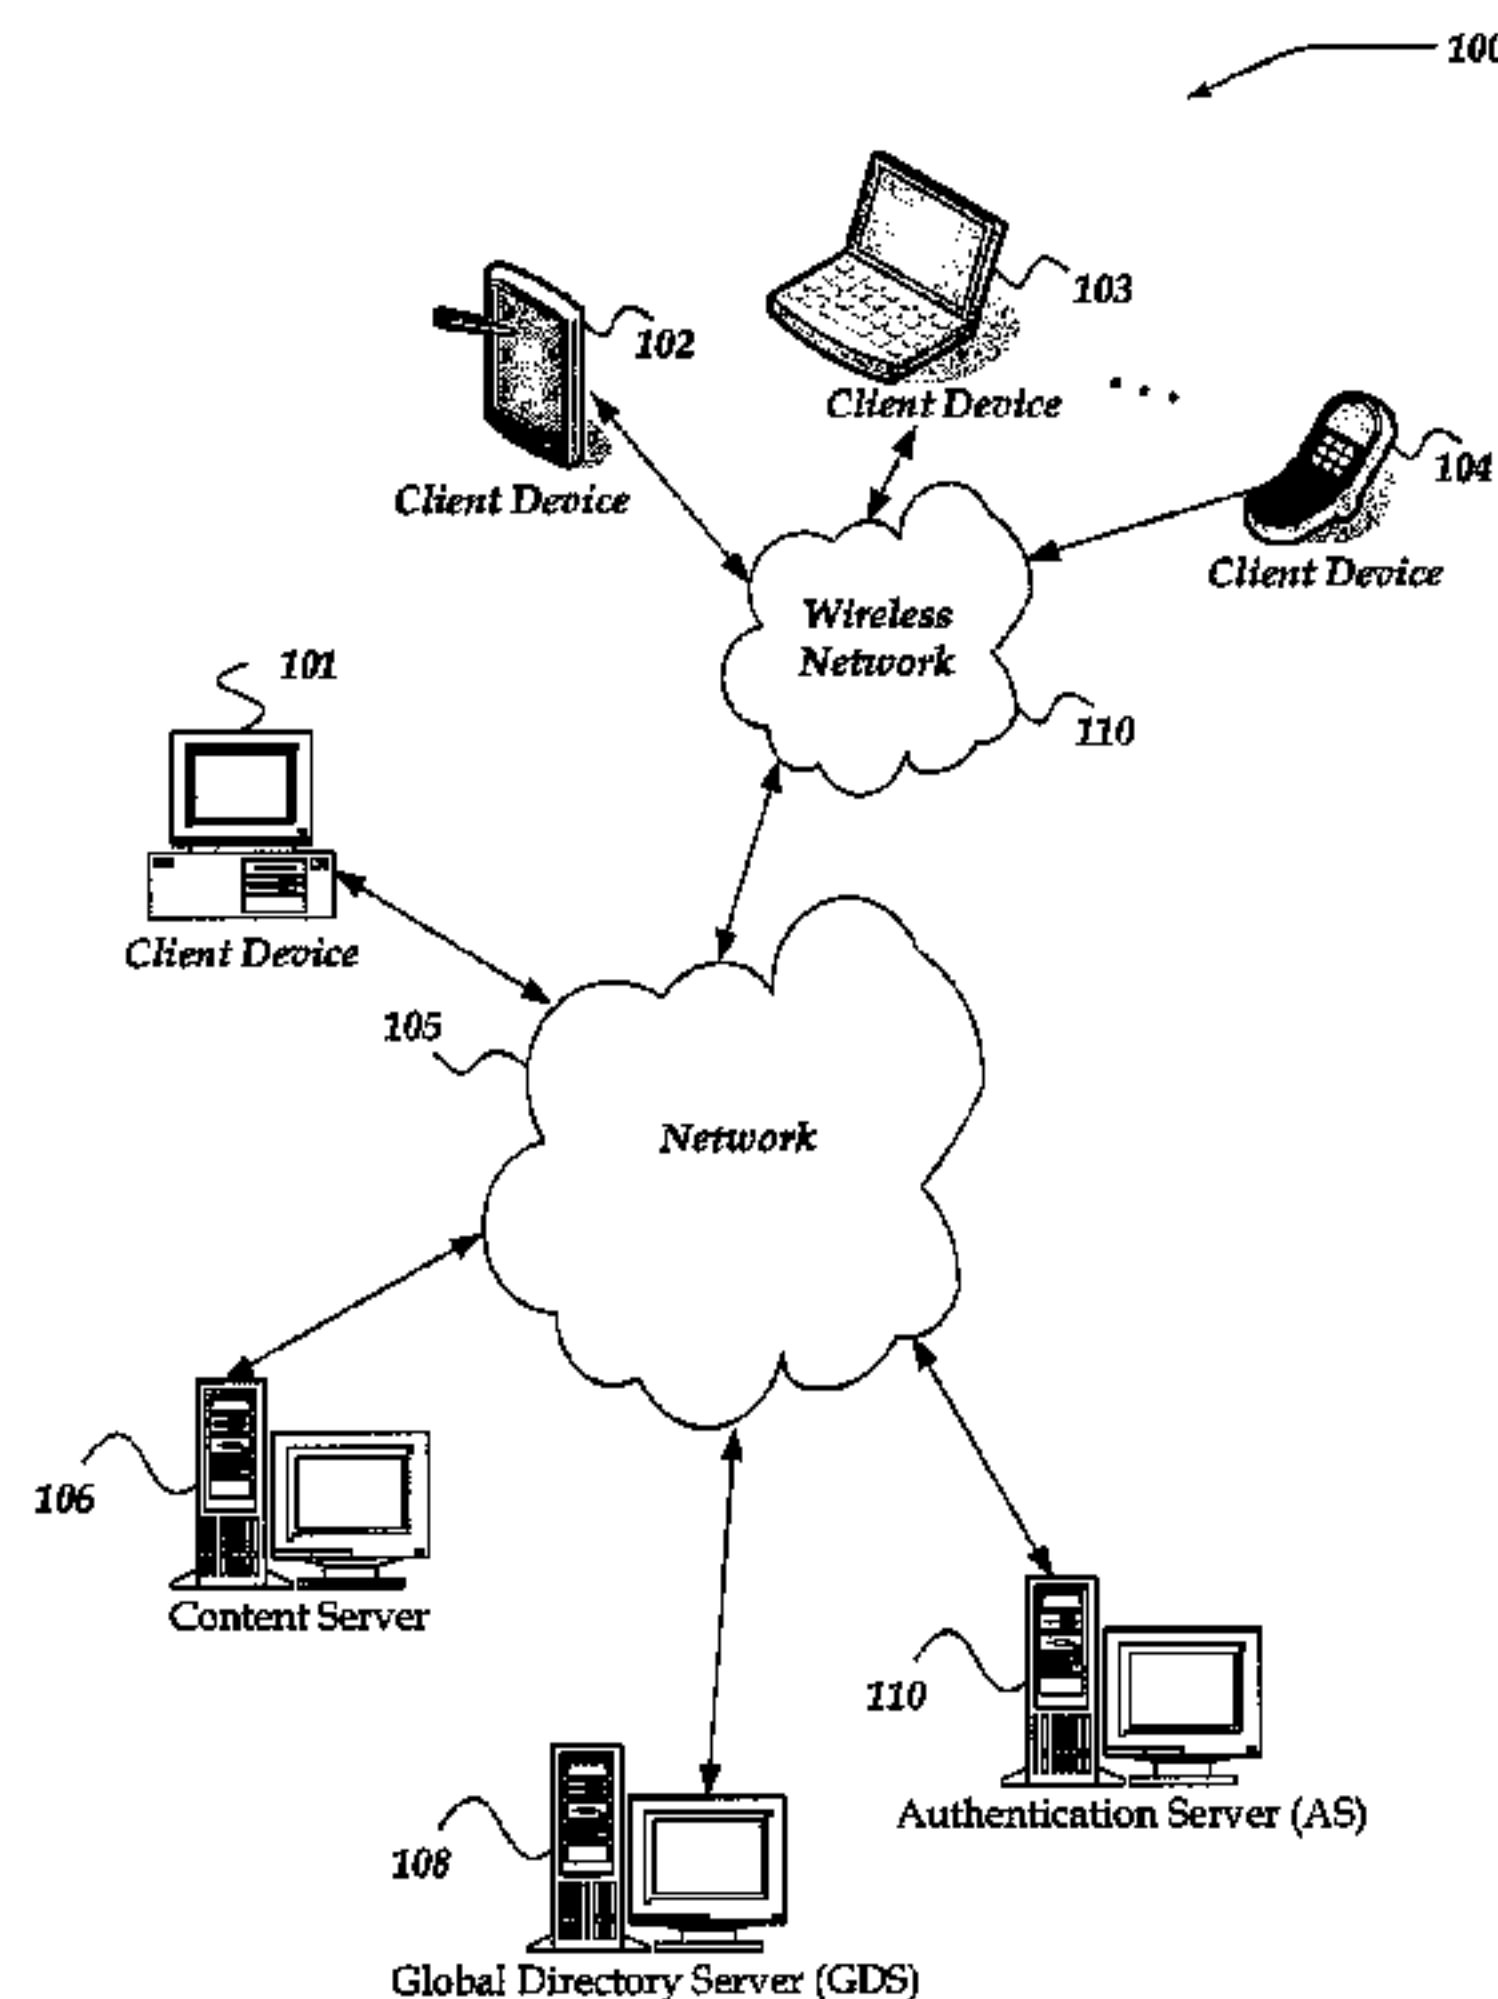 100
103
102
Client Device
104
Client Device
Client Device
Wireless
Network
101
110
Client Device
105
Network
106
Content Server
110
Authentication Server (AS)
108
Global Directory Server (GDS)